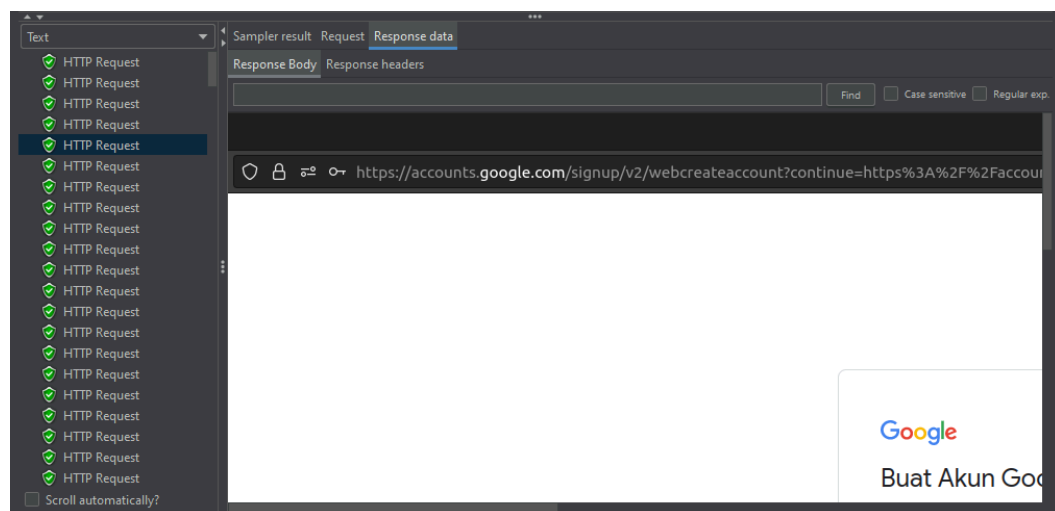 Text
Sampler result Request Response data
HTTP Request
Response Body Response headers
HTTP Request
HTTP Request
Find Case sensitive Regular exp.
HTTP Request
HTTP Request
HTTP Request
https://accounts.google.com/signup/v2/webcreateaccount?continue=https%3A%2F%2Faccou
HTTP Request
HTTP Request
HTTP Request
HTTP Request
HTTP Request
HTTP Request
HTTP Request
HTTP Request
HTTP Request
HTTP Request
HTTP Request
HTTP Request
HTTP Request
Google
HTTP Request
HTTP Request
Buat Akun Goo
Scroll automatically?